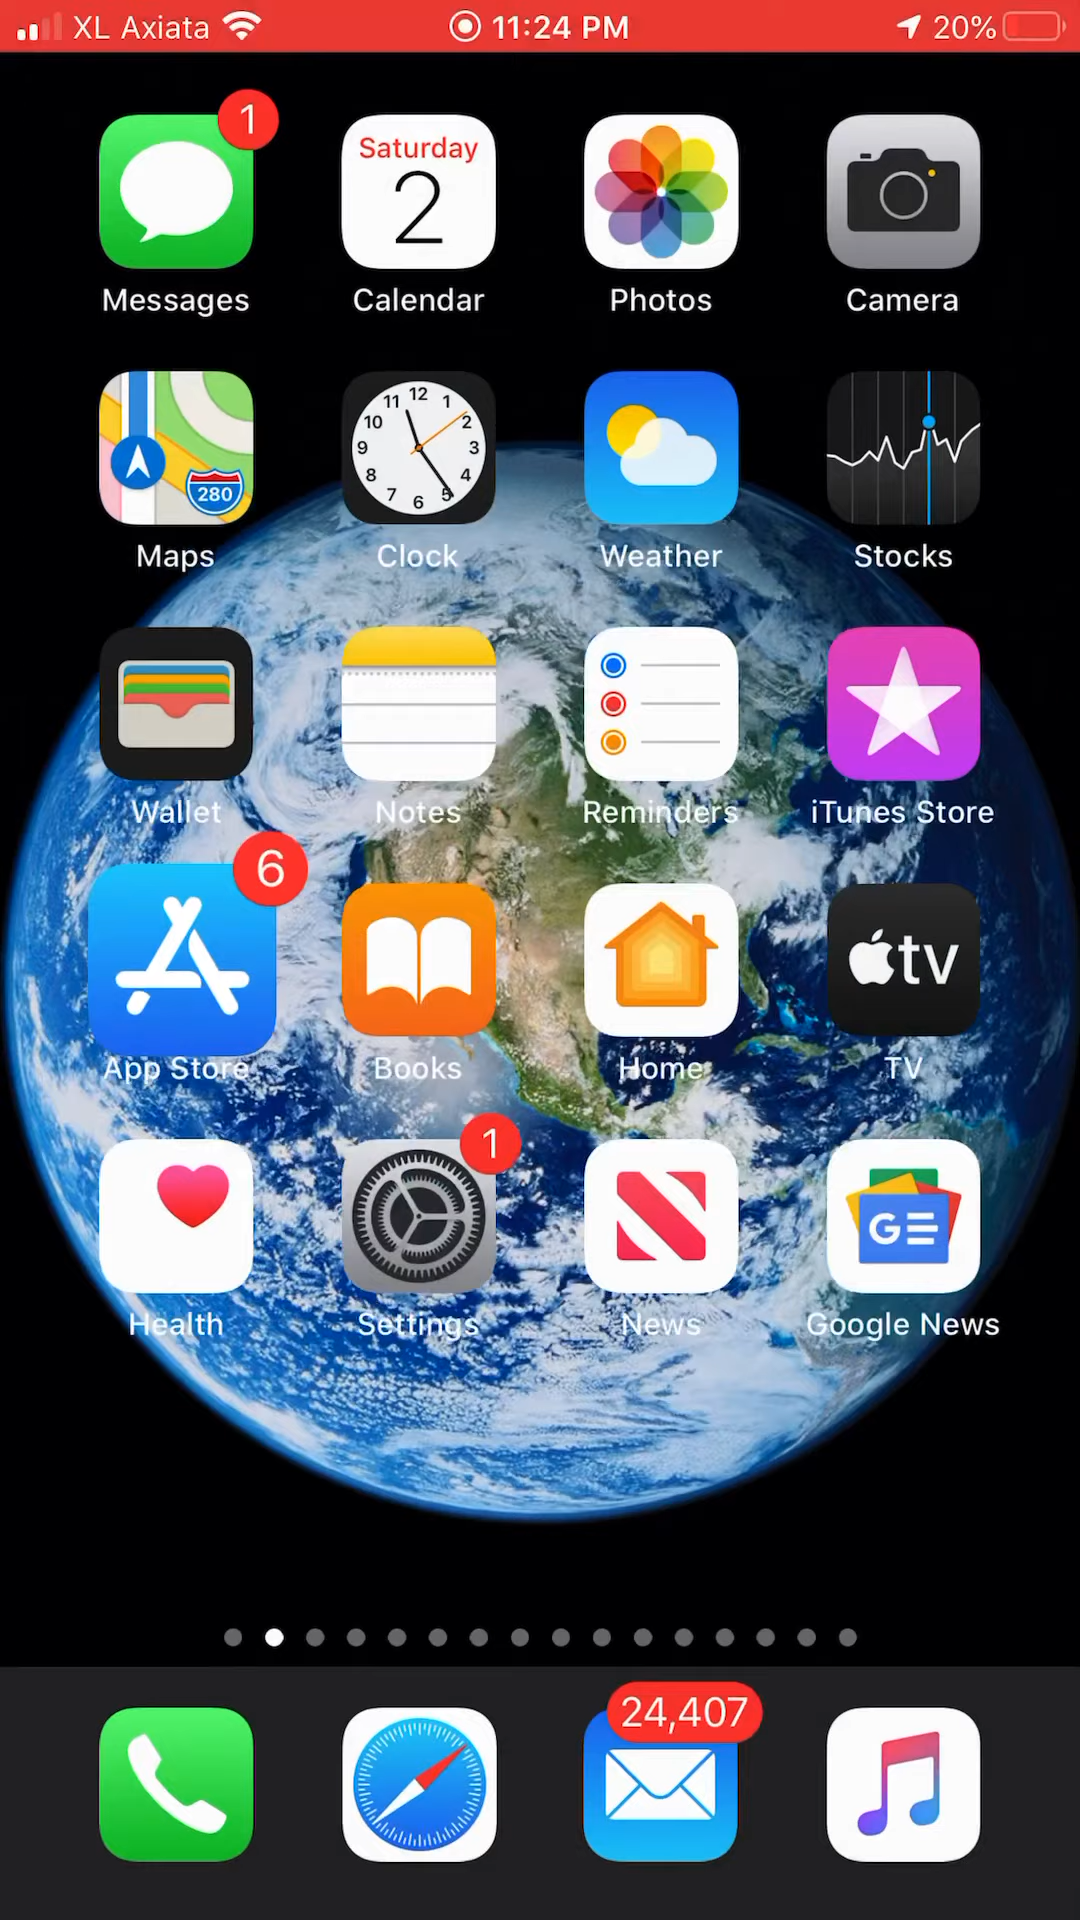 XL Axiata 11:24 PM 20%
1
Saturday
2
Messages Calendar Photos Camera
12
11 1
10 2
9 3
8 4
7 5
6
280
Maps Clock Weather Stocks
Wallet Notes Reminders iTunes Store
6
tv
App Store Books Home TV
1
G
Health Settings News Google News
24,407